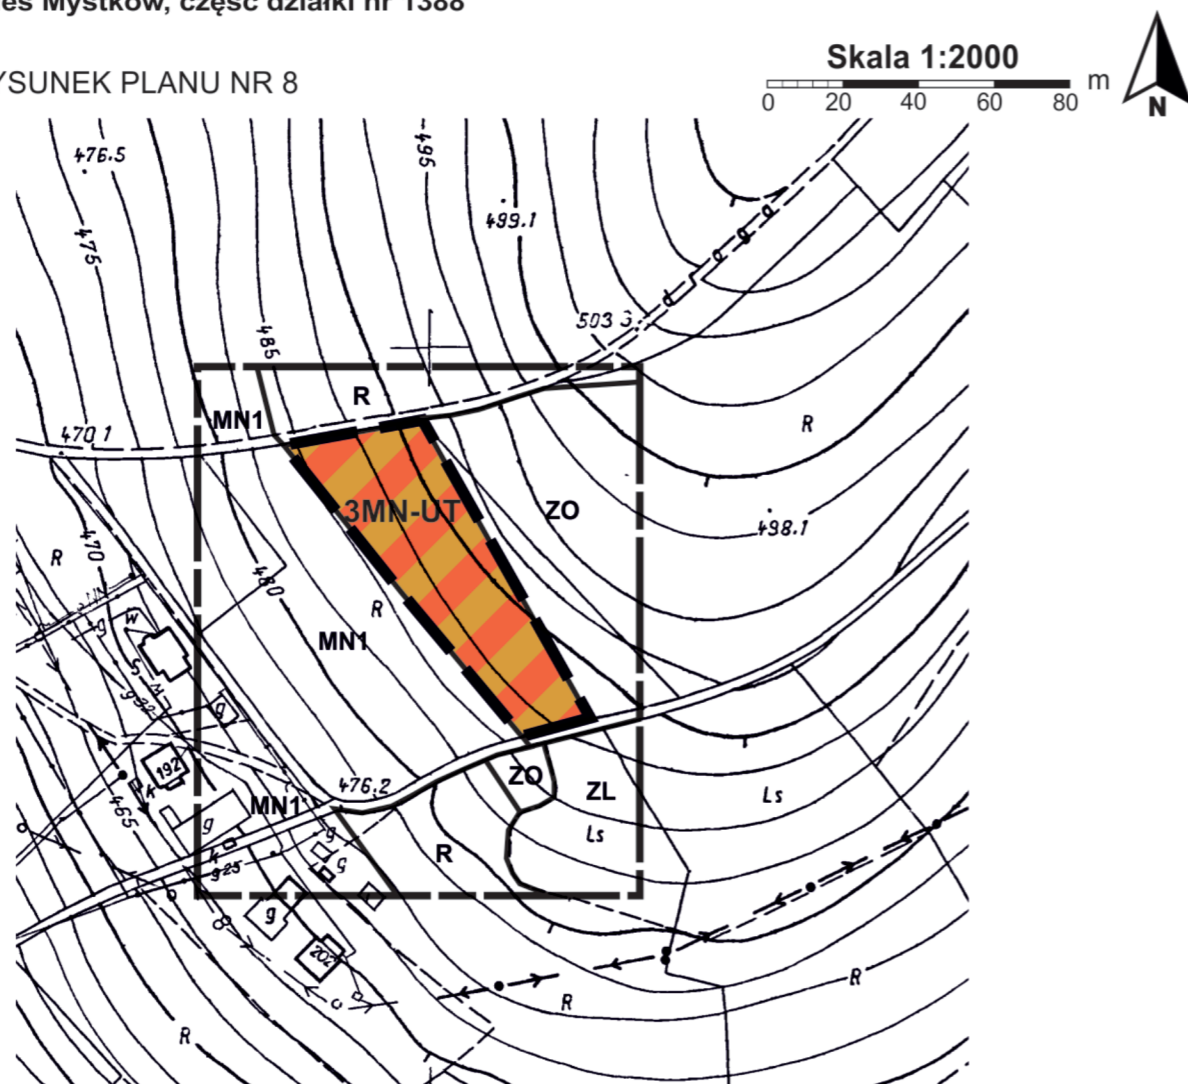 es Mystków, część działki nr 1388
YSUNEK PLANU NR 8
Skala 1:2000
0 20 40 60 80 m
N
476.5
495
499.1
475
485
503 3
MN1
R
470 1
R
3MN-UT
ZO
498.1
470
R
480
R
MN1
g
w
s
g
192
k
465
MN1
476.2
ZO
ZL
Ls
Ls
g
k
g25
g
R
g
202
R
R
R
d r o g a